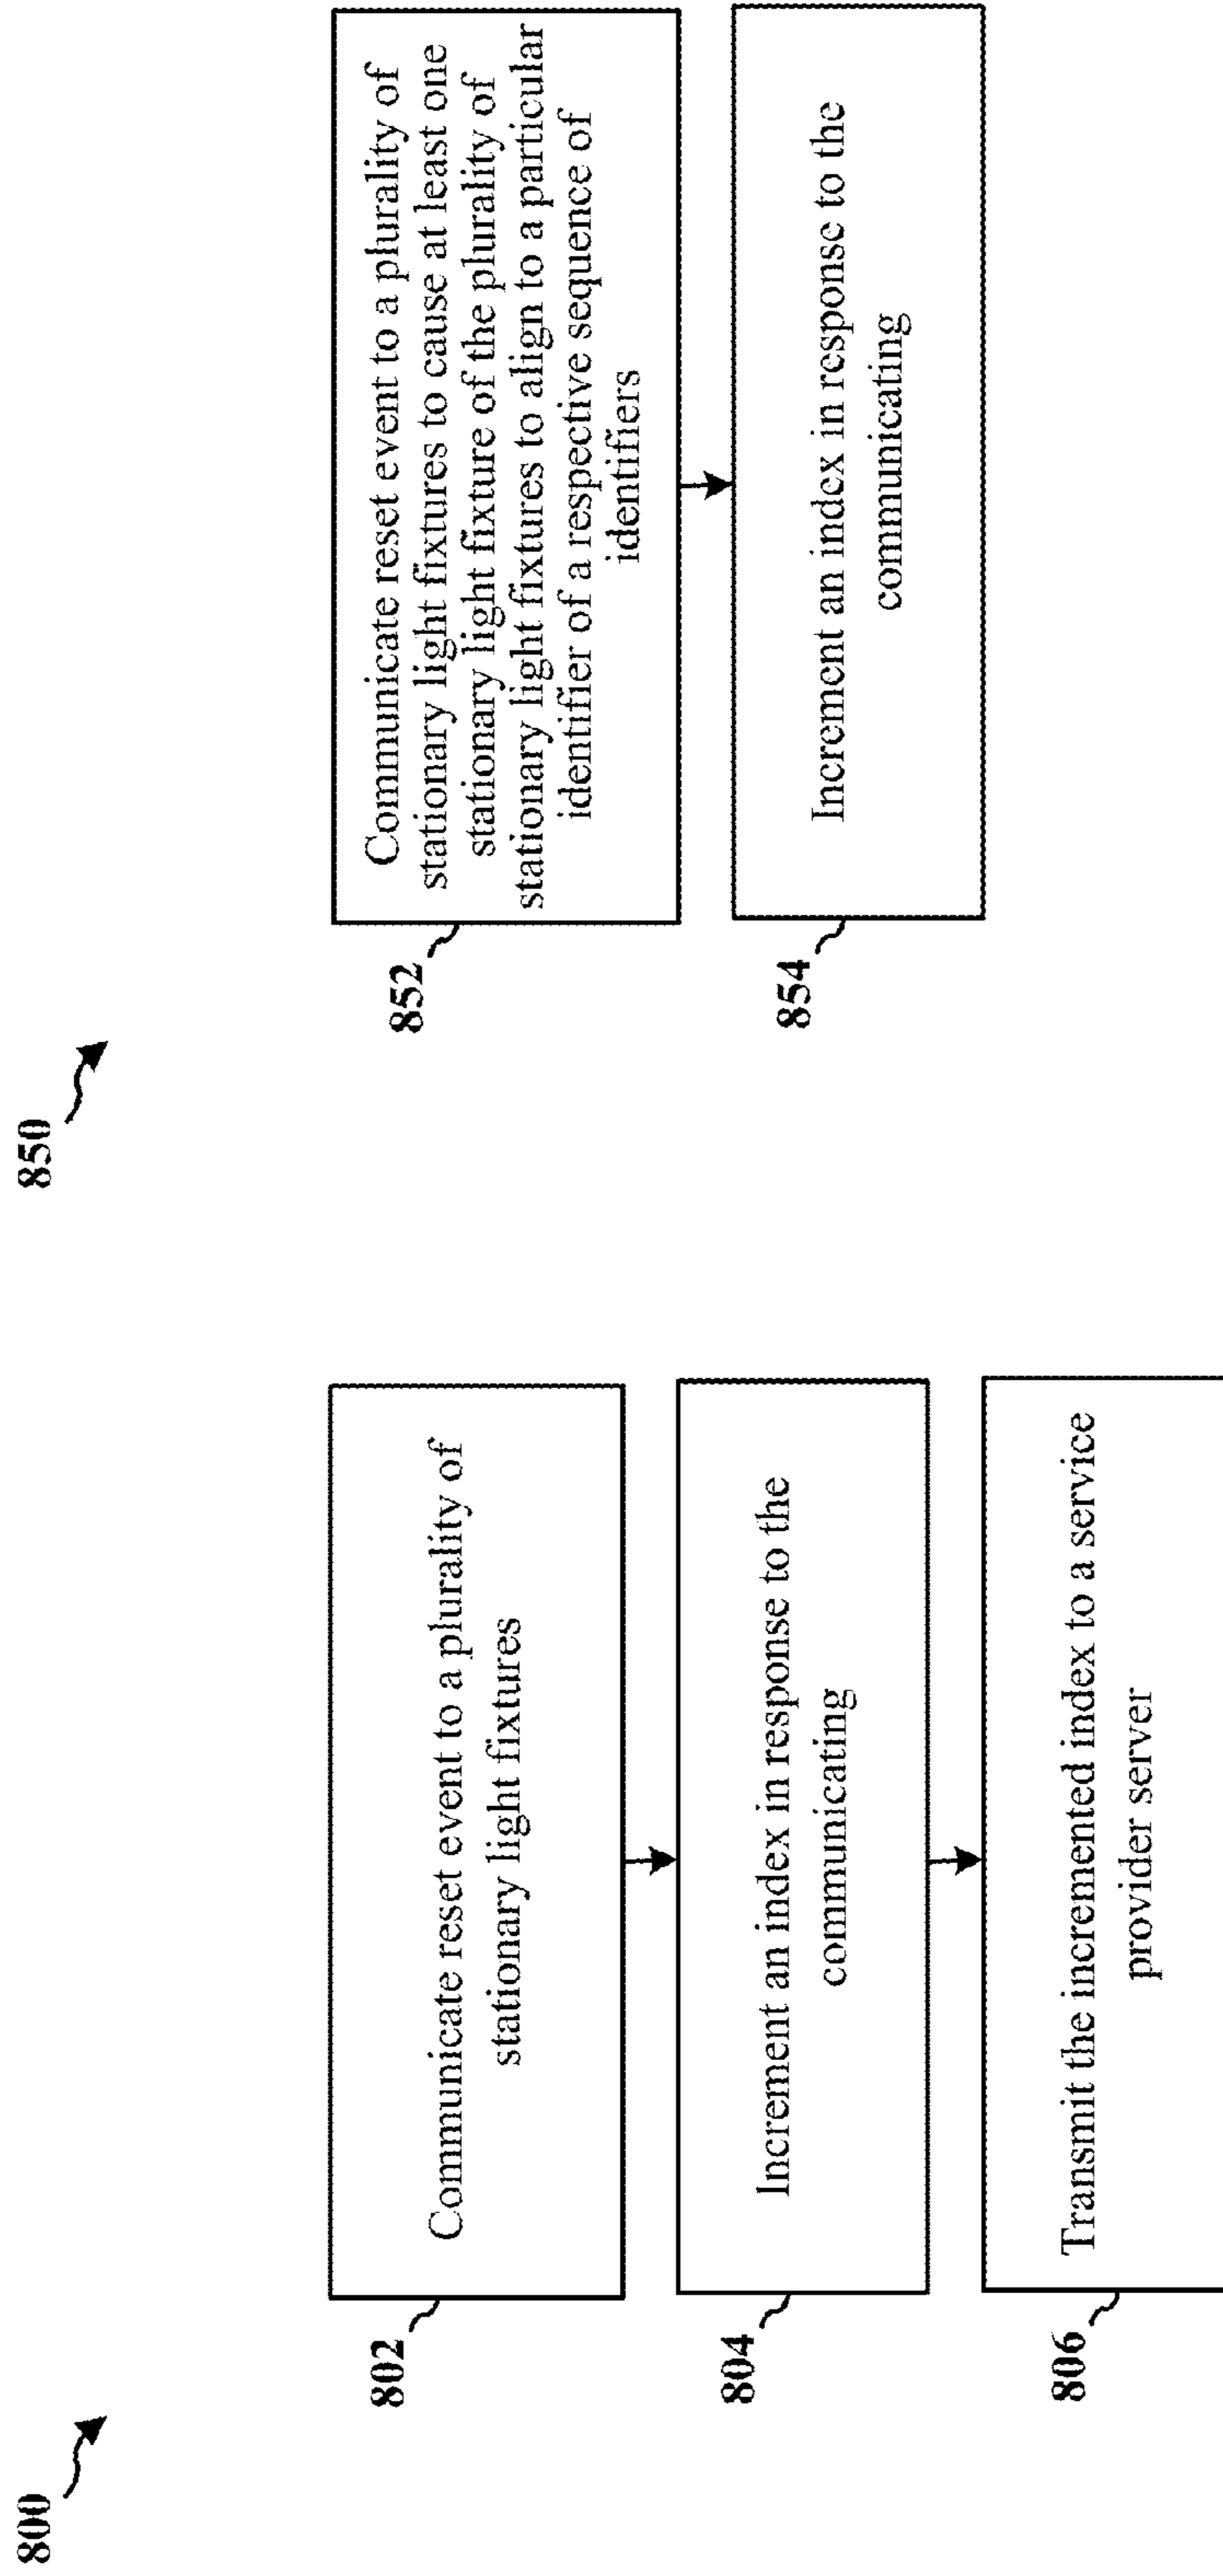 800
802
Communicate reset event to a plurality of
stationary light fixtures
804
Increment an index in response to the
communicating
806
Transmit the incremented index to a service
provider server
850
852
Communicate reset event to a plurality of
stationary light fixtures to cause at least one
stationary light fixture of the plurality of
stationary light fixtures to align to a particular
identifier of a respective sequence of
identifiers
854
Increment an index in response to the
communicating